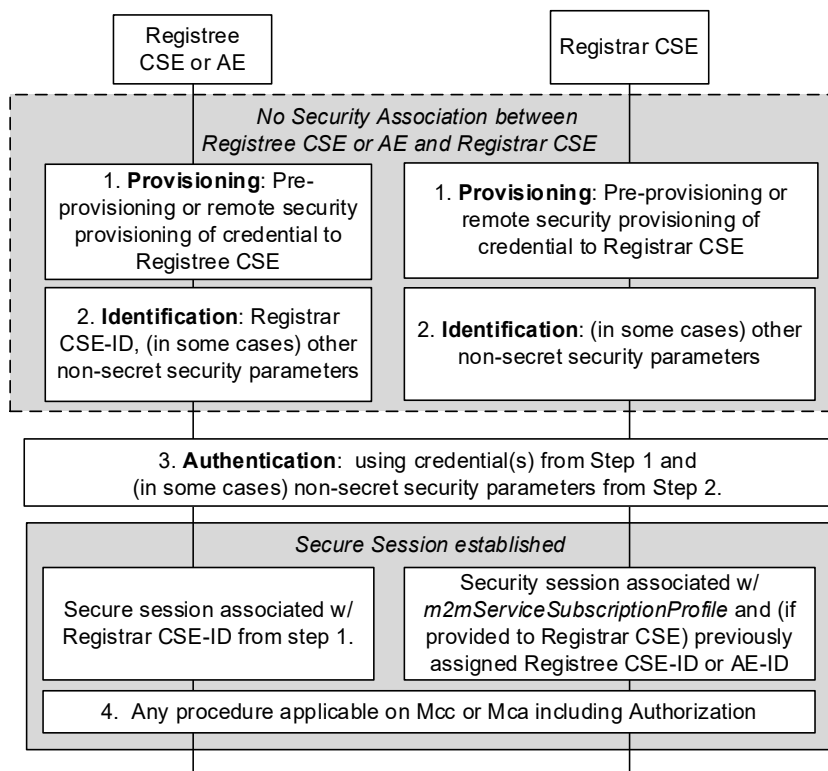 Registree
CSE or AE
Registrar CSE
No Security Association between
Registree CSE or AE and Registrar CSE
1. Provisioning: Pre-
provisioning or remote security
provisioning of credential to
Registree CSE
1. Provisioning: Pre-provisioning or
remote security provisioning of
credential to Registrar CSE
2. Identification: Registrar
CSE-ID, (in some cases) other
non-secret security parameters
2. Identification: (in some cases) other
non-secret security parameters
3. Authentication: using credential(s) from Step 1 and
(in some cases) non-secret security parameters from Step 2.
Secure Session established
Secure session associated w/
Registrar CSE-ID from step 1.
Security session associated w/
m2mServiceSubscriptionProfile and (if
provided to Registrar CSE) previously
assigned Registree CSE-ID or AE-ID
4. Any procedure applicable on Mcc or Mca including Authorization